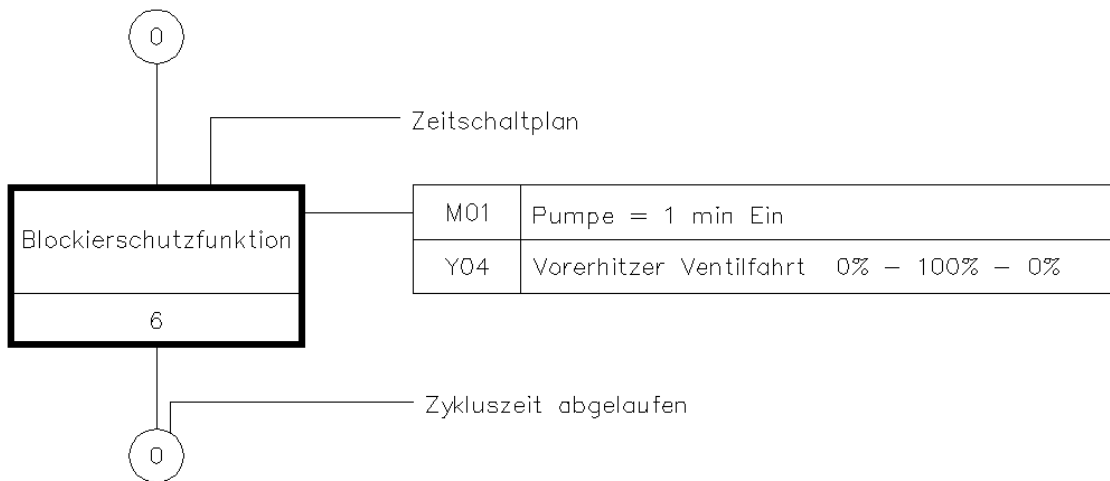 0
Zeitschaltplan
Blockierschutzfunktion
6
M01 Pumpe = 1 min Ein
Y04 Vorerhitzer Ventilfahrt 0% – 100% – 0%
Zykluszeit abgelaufen
0